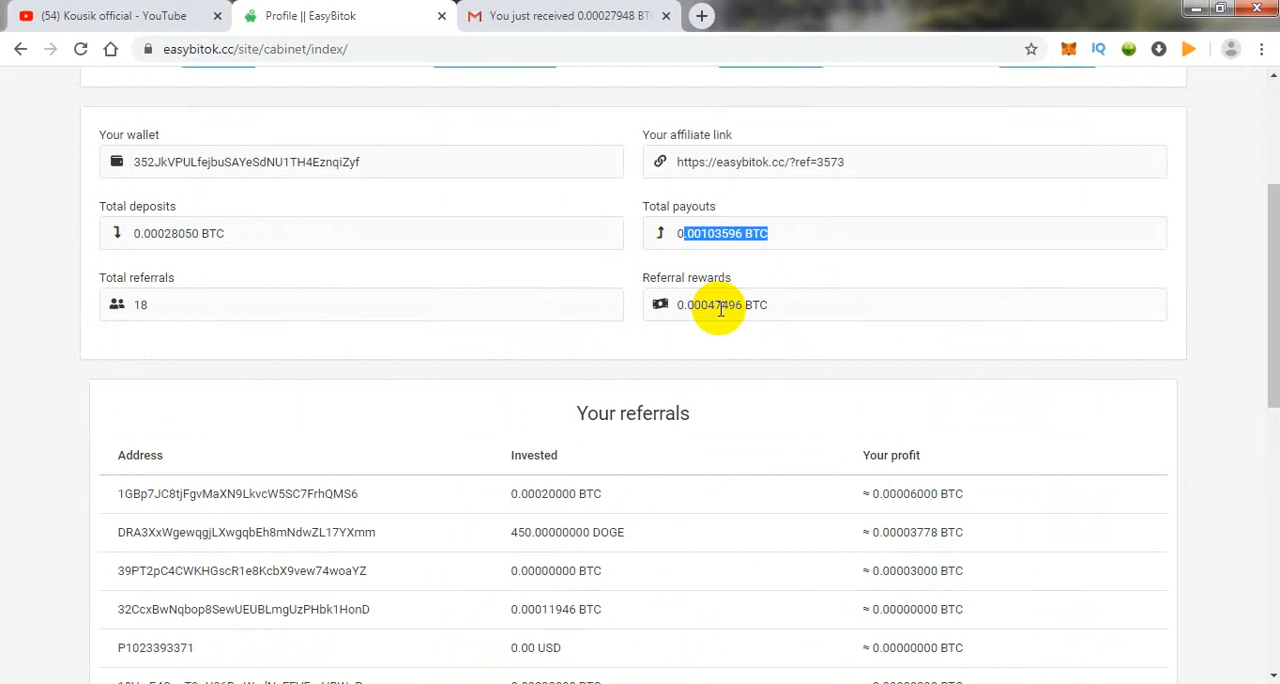 (54) Kousik official - YouTube
Profile || EasyBitok
You just received 0.00027948 BT
easybitok.cc/site/cabinet/index/
IQ
Your wallet
Your affiliate link
352JkVPULfejbuSAYeSdNU1TH4EznqiZyf
https://easybitok.cc/?ref=3573
Total deposits
Total payouts
0.00028050 BTC
0.00103596 BTC
Total referrals
Referral rewards
18
0.00047496 BTC
Your referrals
Address Invested Your profit
1GBp7JC8tjFgvMaXN9LkvcW5SC7FrhQMS6 0.00020000 BTC ≈ 0.00006000 BTC
DRA3XxWgewqgjLXwgqbEh8mNdwZL17YXmm 450.00000000 DOGE ≈ 0.00003778 BTC
39PT2pC4CWKHGscR1e8KcbX9vew74woaYZ 0.00000000 BTC ≈ 0.00003000 BTC
32CcxBwNqbop8SewUEUBLmgUzPHbk1HonD 0.00011946 BTC ≈ 0.00000000 BTC
P1023393371 0.00 USD ≈ 0.00000000 BTC